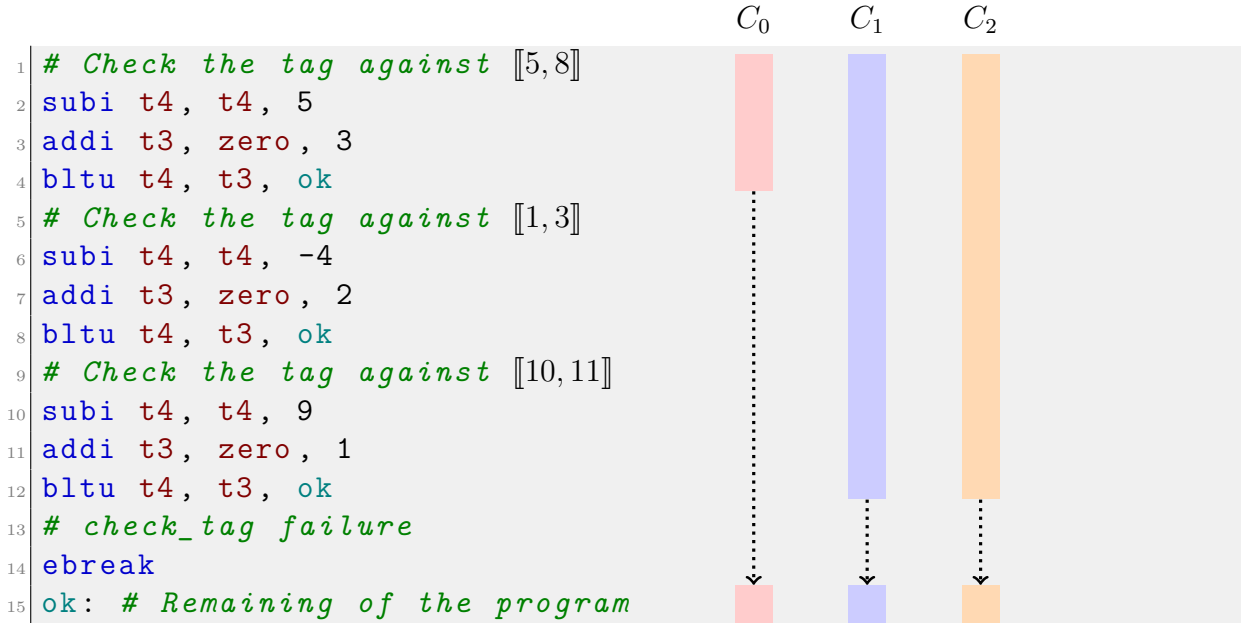 C₀ C₁ C₂
1 # Check the tag against ⟦5, 8⟧
2 subi t4, t4, 5
3 addi t3, zero, 3
4 bltu t4, t3, ok
5 # Check the tag against ⟦1, 3⟧
6 subi t4, t4, -4
7 addi t3, zero, 2
8 bltu t4, t3, ok
9 # Check the tag against ⟦10, 11⟧
10 subi t4, t4, 9
11 addi t3, zero, 1
12 bltu t4, t3, ok
13 # check_tag failure
14 ebreak
15 ok: # Remaining of the program